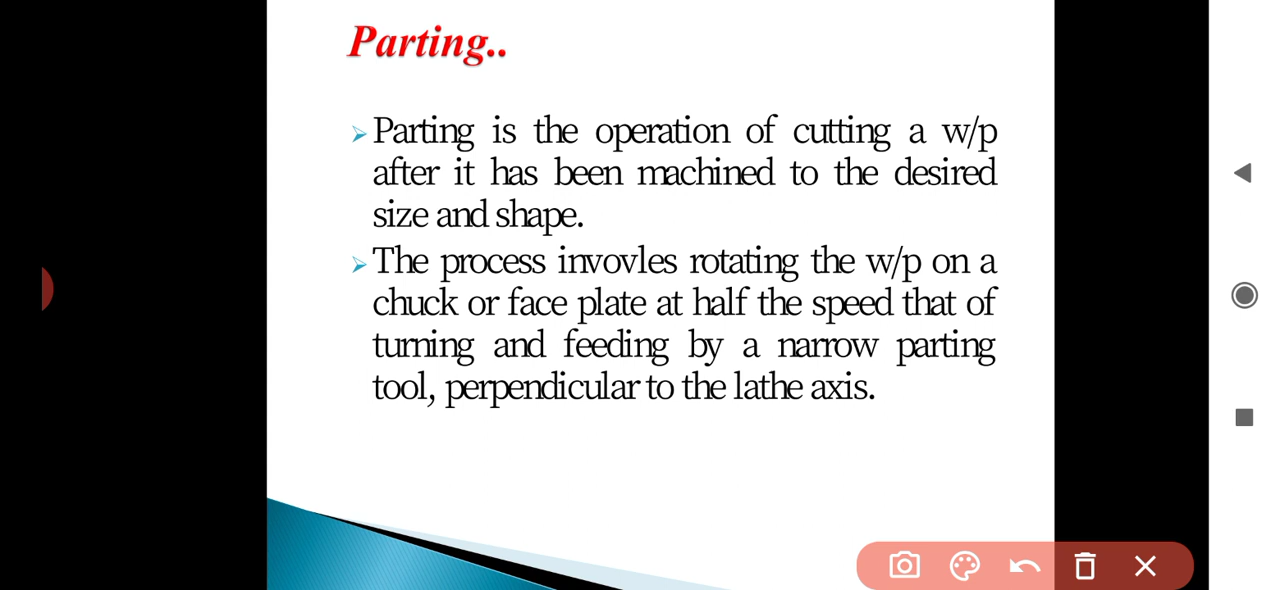 Parting..
Parting is the operation of cutting a w/p
after it has been machined to the desired
size and shape.
The process invovles rotating the w/p on a
chuck or face plate at half the speed that of
turning and feeding by a narrow parting
tool, perpendicular to the lathe axis.